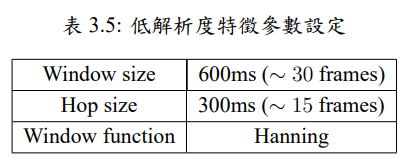 表 3.5: 低解析度特徵參數設定
Window size 600ms (∼ 30 frames)
Hop size 300ms (∼ 15 frames)
Window function Hanning